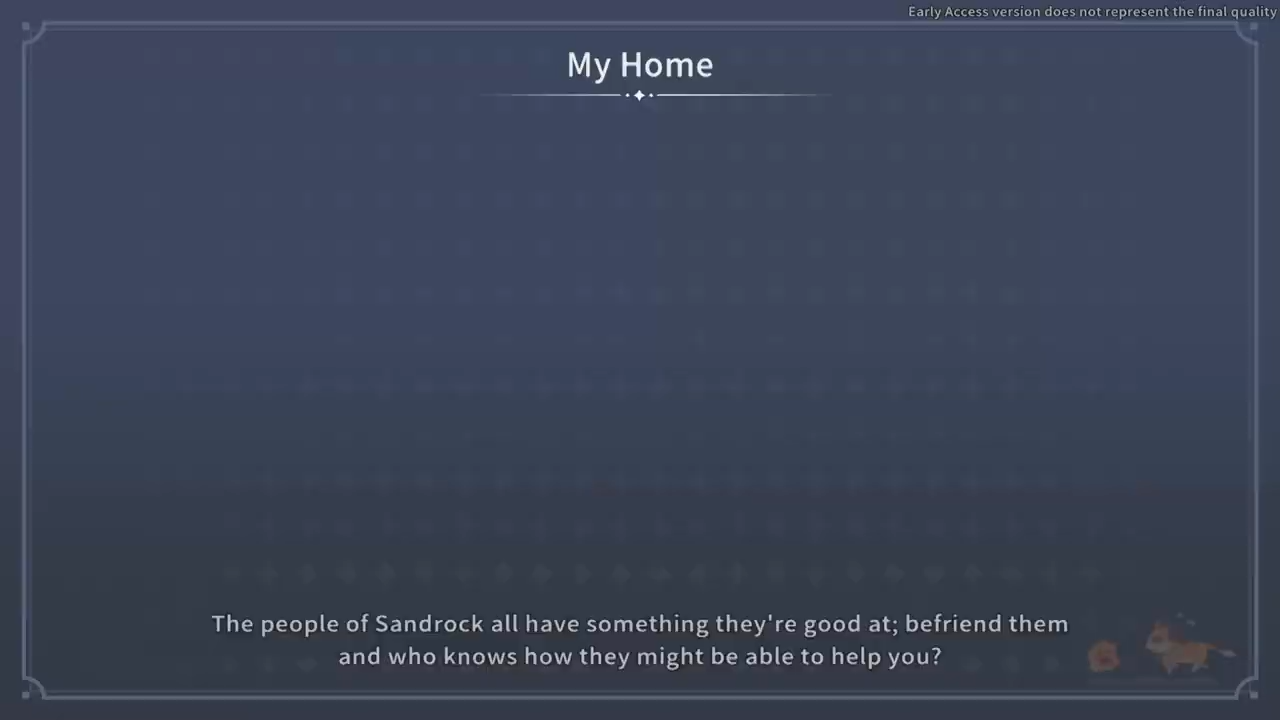 Early Access version does not represent the final quality
My Home
The people of Sandrock all have something they're good at; befriend them
and who knows how they might be able to help you?